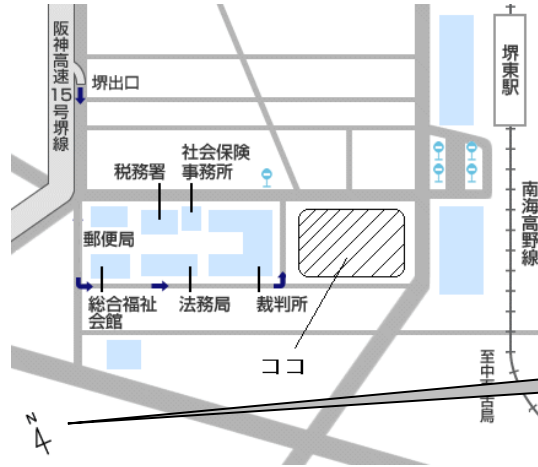 阪神高速15号堺線
堺出口
堺東駅
社会保険
事務所
税務署
南海高野線
郵便局
総合福祉
会館
法務局
裁判所
ココ
至中百舌鳥
N